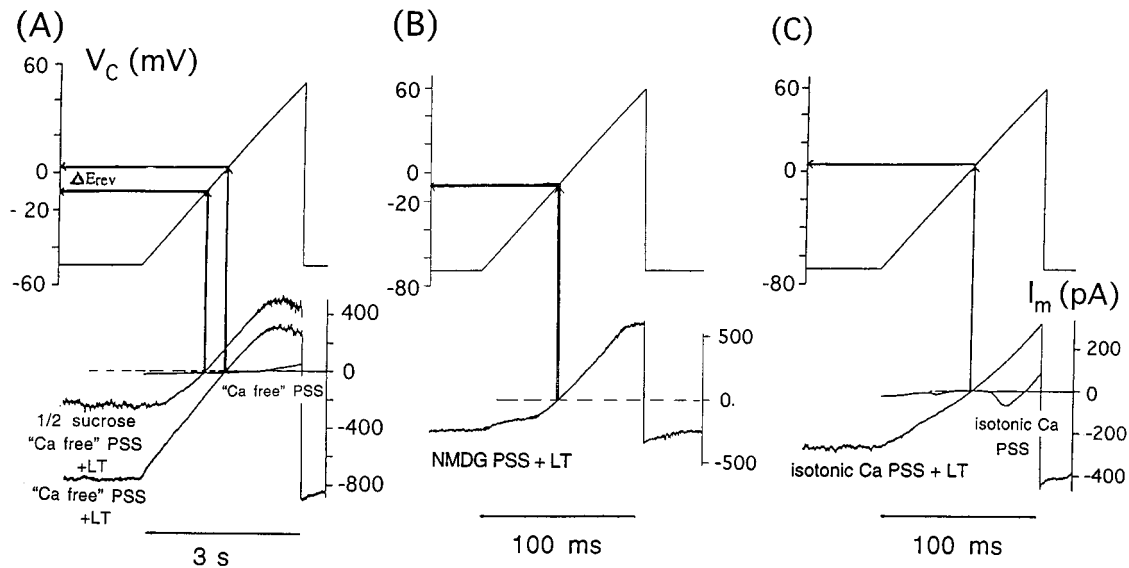 (A)
V_C (mV)
60
0
ΔErev
- 20
-60
400
0
"Ca free" PSS
1/2 sucrose
"Ca free" PSS
+LT
"Ca free" PSS
+LT
-400
-800
3 s
(B)
60
0
-20
-80
500
0.
-500
NMDG PSS + LT
100 ms
(C)
60
0
-80
I_m (pA)
200
0
-200
-400
isotonic Ca
PSS
isotonic Ca PSS + LT
100 ms